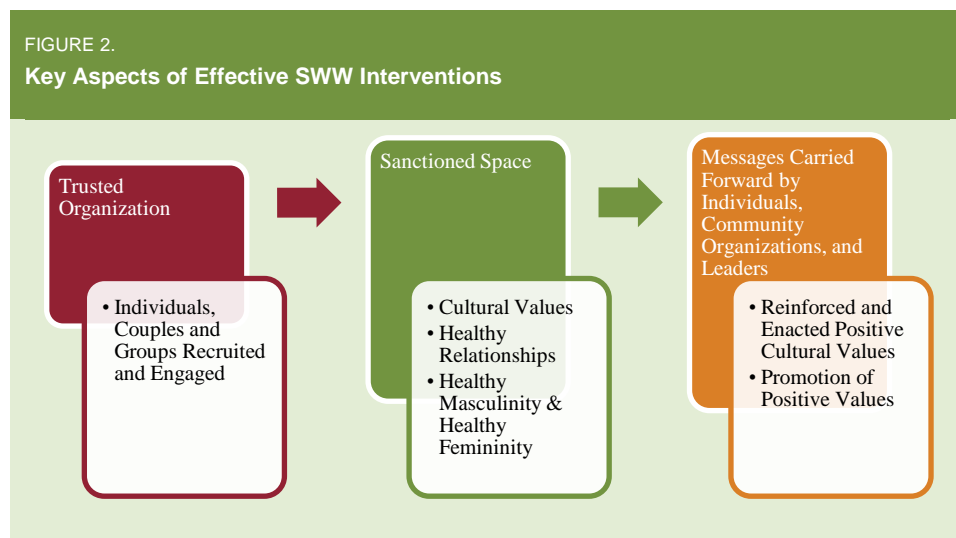 FIGURE 2.
Key Aspects of Effective SWW Interventions
Trusted
Organization
• Individuals,
Couples and
Groups Recruited
and Engaged
Sanctioned Space
• Cultural Values
• Healthy
Relationships
• Healthy
Masculinity &
Healthy
Femininity
Messages Carried
Forward by
Individuals,
Community
Organizations, and
Leaders
• Reinforced and
Enacted Positive
Cultural Values
• Promotion of
Positive Values